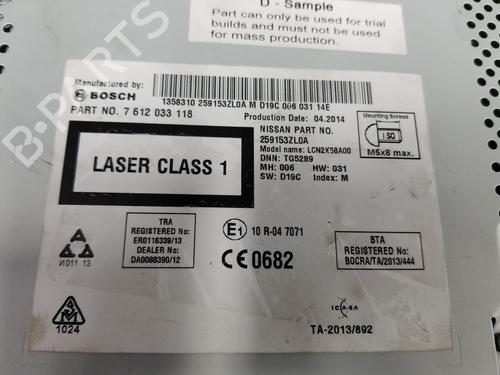 D - Sample
Part can only be used for trial
builds and must not be used
for mass production.
Manufactured by:
BOSCH
1358310 259153ZL0A M D19C 006 031 14E
PART NO. 7 612 033 118
Production Date: 04.2014
NISSAN PART NO.
259153ZL0A
Model name: LCN2K58A00
DNN: TG5289
MH: 006 HW: 031
SW: D19C Index: M
Mounting Screws
ISO
M5x8 max.
LASER CLASS 1
TRA
REGISTERED No:
ER0116339/13
DEALER No:
DA0088390/12
И011 13
E1 10 R-04 7071
CE0682
BTA
REGISTERED No:
BOCRA/TA/2013/444
1024
ICASA
TA-2013/892